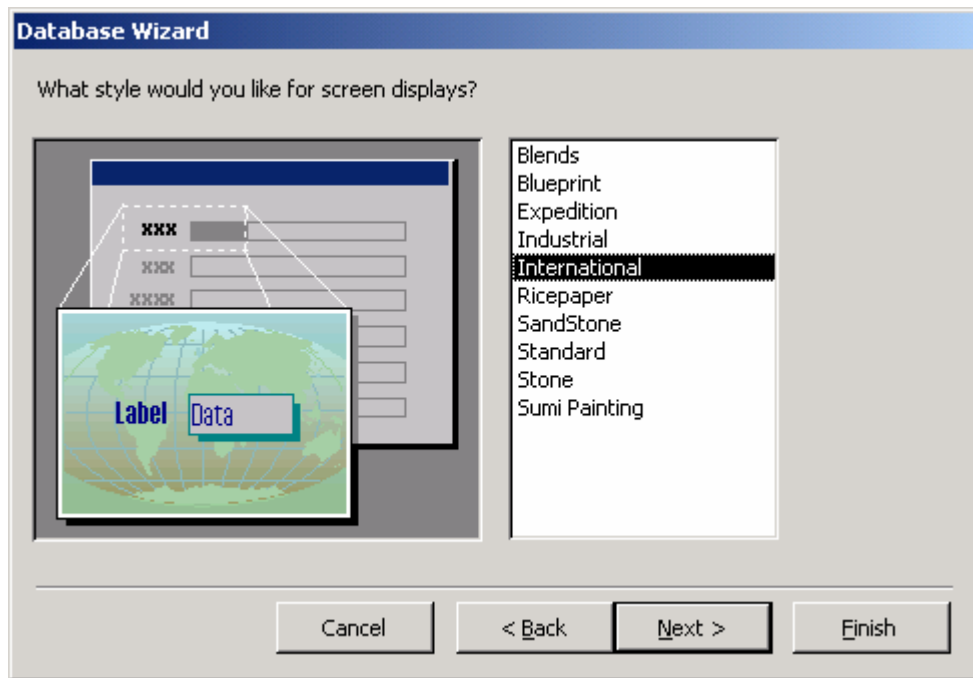 Database Wizard
What style would you like for screen displays?
xxx
xxx
xxxx
Label Data
Blends
Blueprint
Expedition
Industrial
International
Ricepaper
SandStone
Standard
Stone
Sumi Painting
Cancel < Back Next > Finish